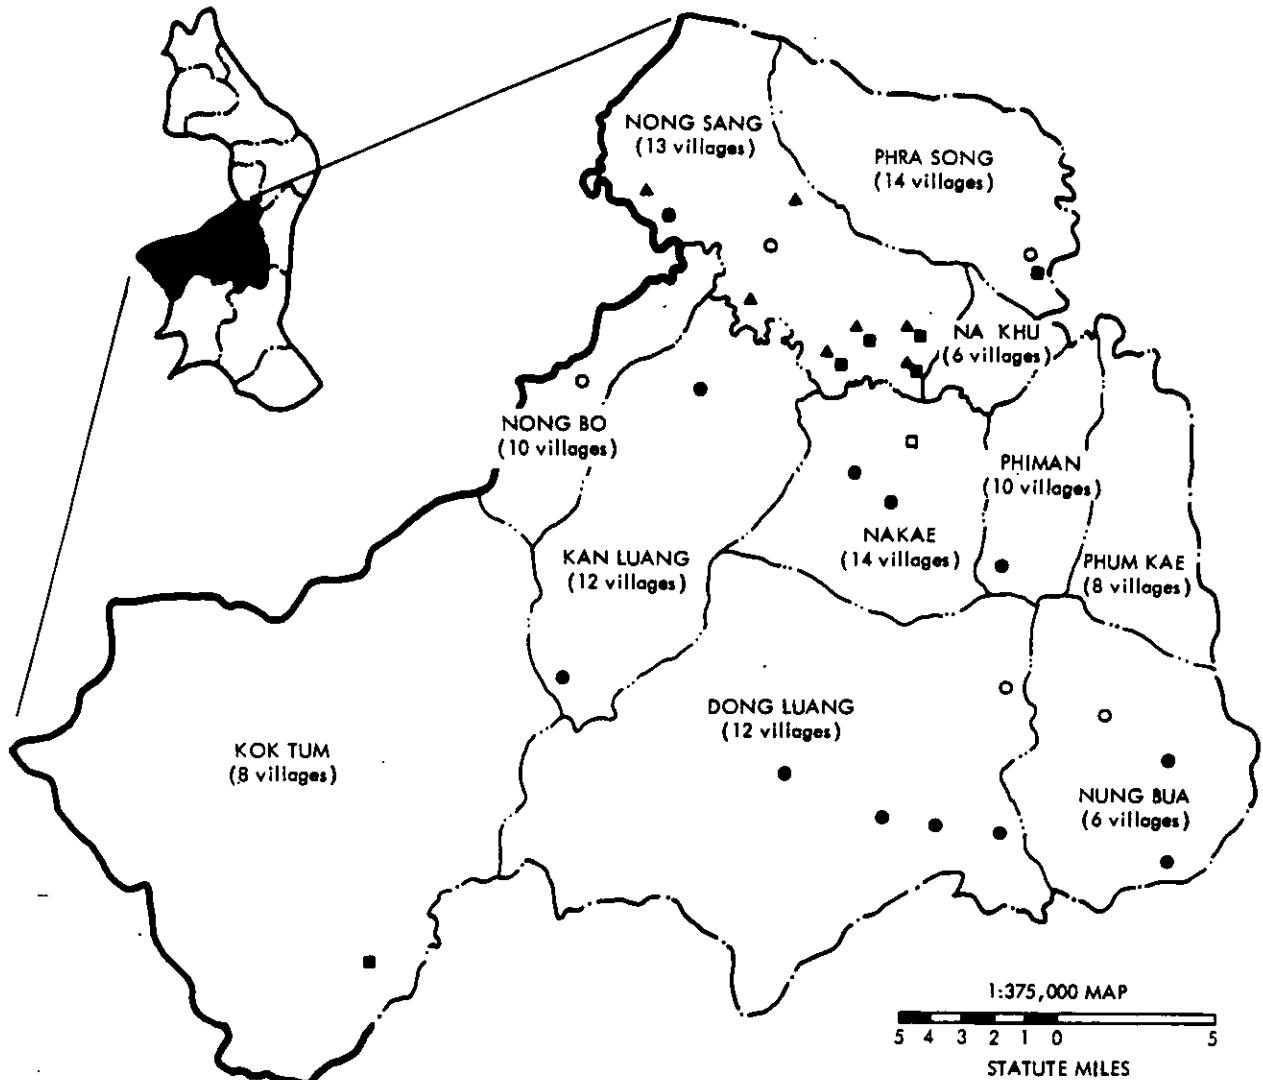 NONG SANG
(13 villages)
PHRA SONG
(14 villages)
NA KHU
(6 villages)
NONG BO
(10 villages)
PHIMAN
(10 villages)
NAKAE
(14 villages)
KAN LUANG
(12 villages)
PHUM KAE
(8 villages)
DONG LUANG
(12 villages)
KOK TUM
(8 villages)
NUNG BUA
(6 villages)
1:375,000 MAP
5 4 3 2 1 0 5
STATUTE MILES